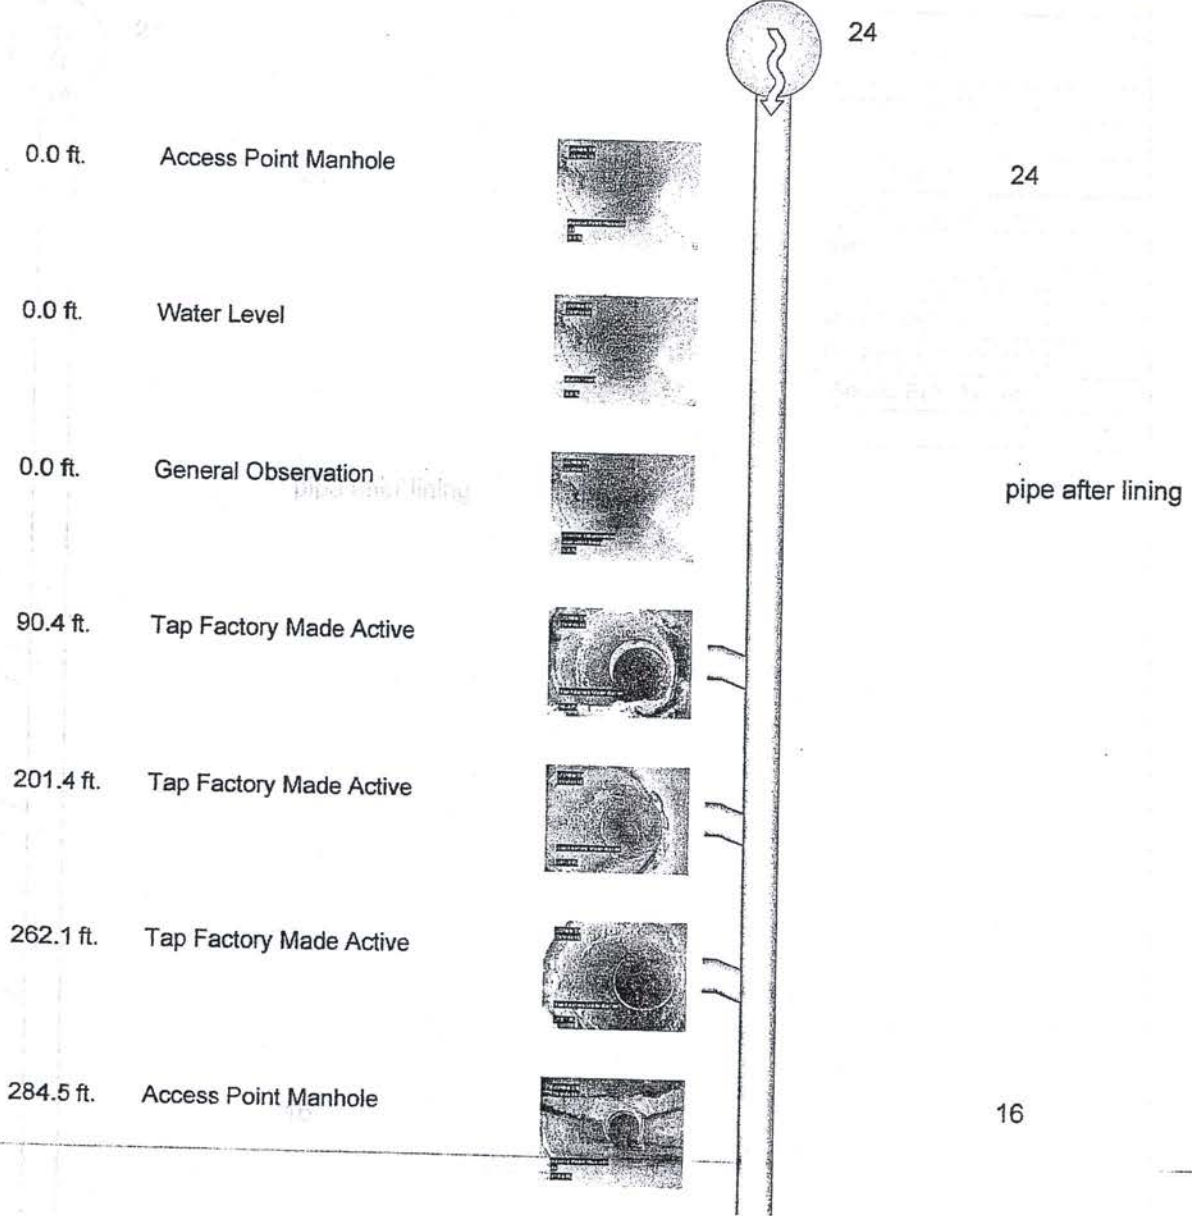 24
0.0 ft. Access Point Manhole 24
0.0 ft. Water Level
0.0 ft. General Observation pipe after lining
90.4 ft. Tap Factory Made Active
201.4 ft. Tap Factory Made Active
262.1 ft. Tap Factory Made Active
284.5 ft. Access Point Manhole 16